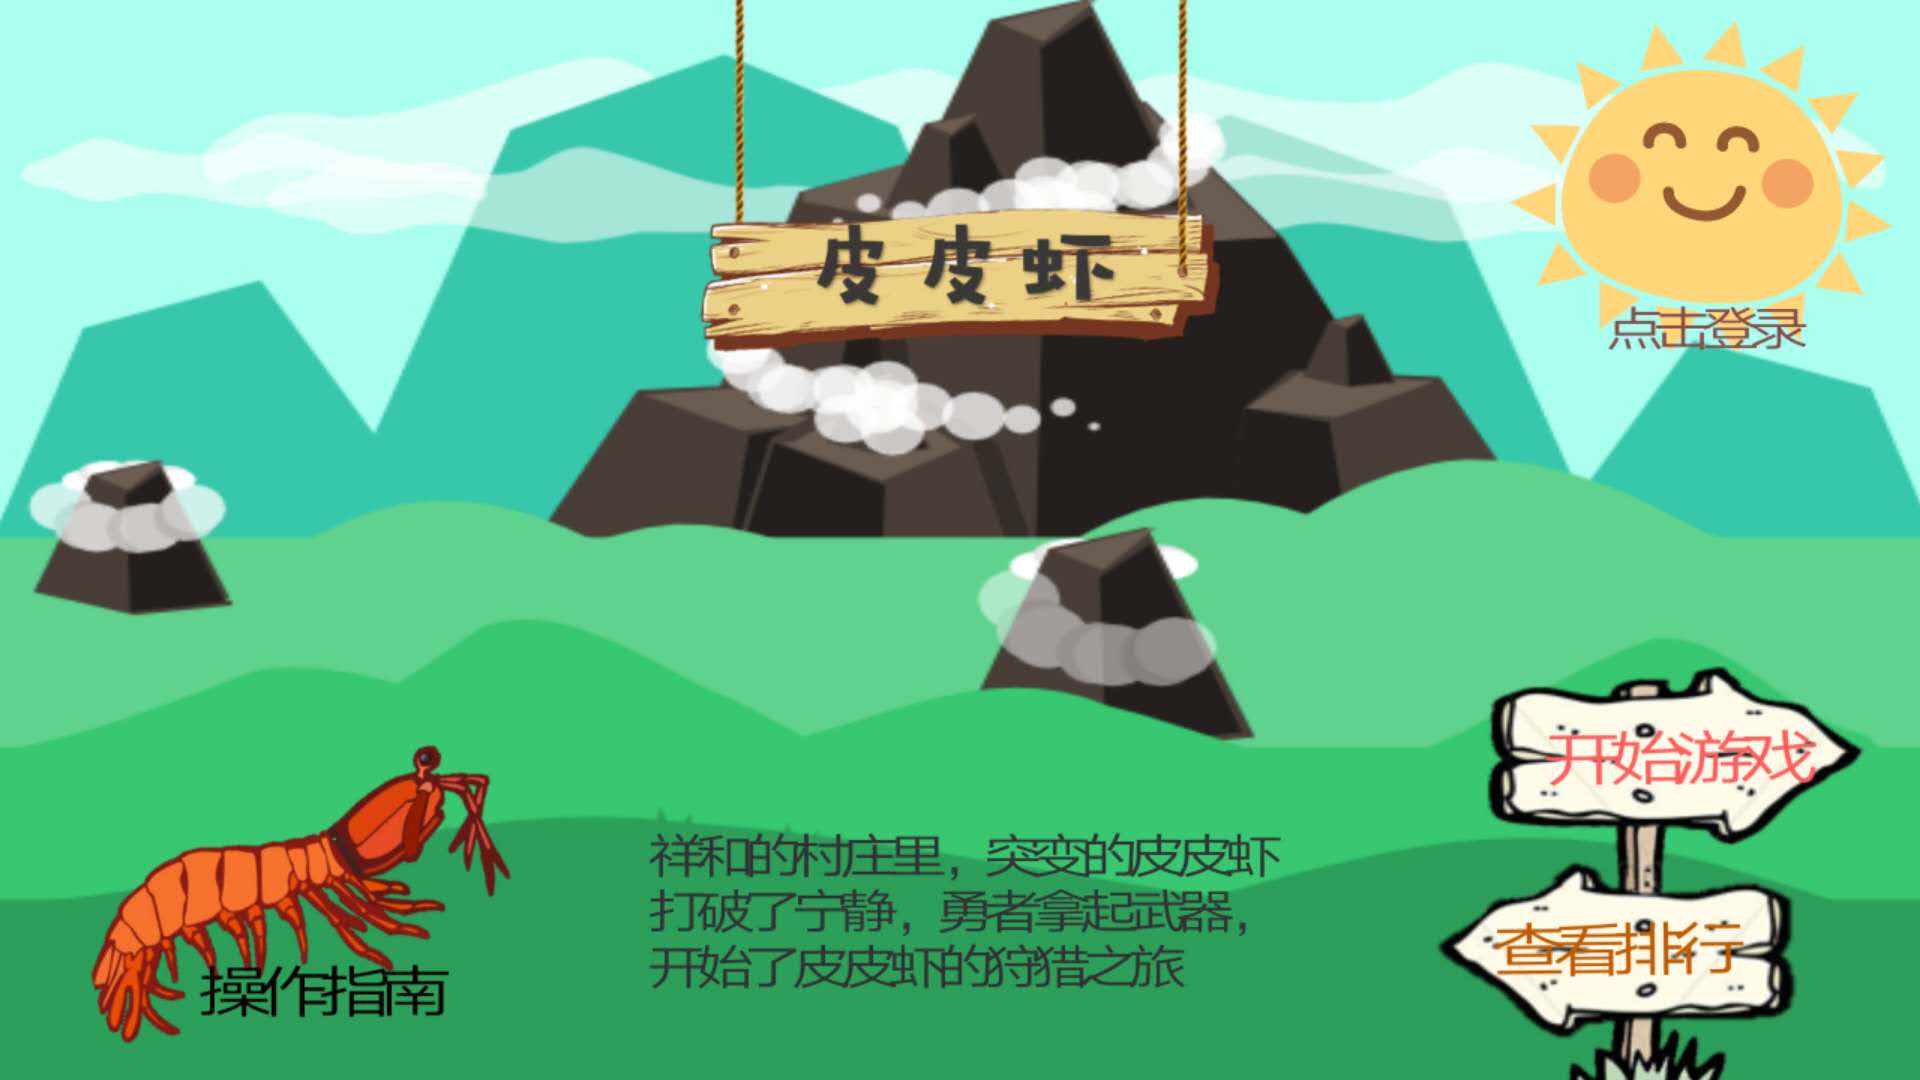 皮皮虾
点击登录
开始游戏
祥和的村庄里，突变的皮皮虾
打破了宁静，勇者拿起武器，
开始了皮皮虾的狩猎之旅
查看排行
操作指南